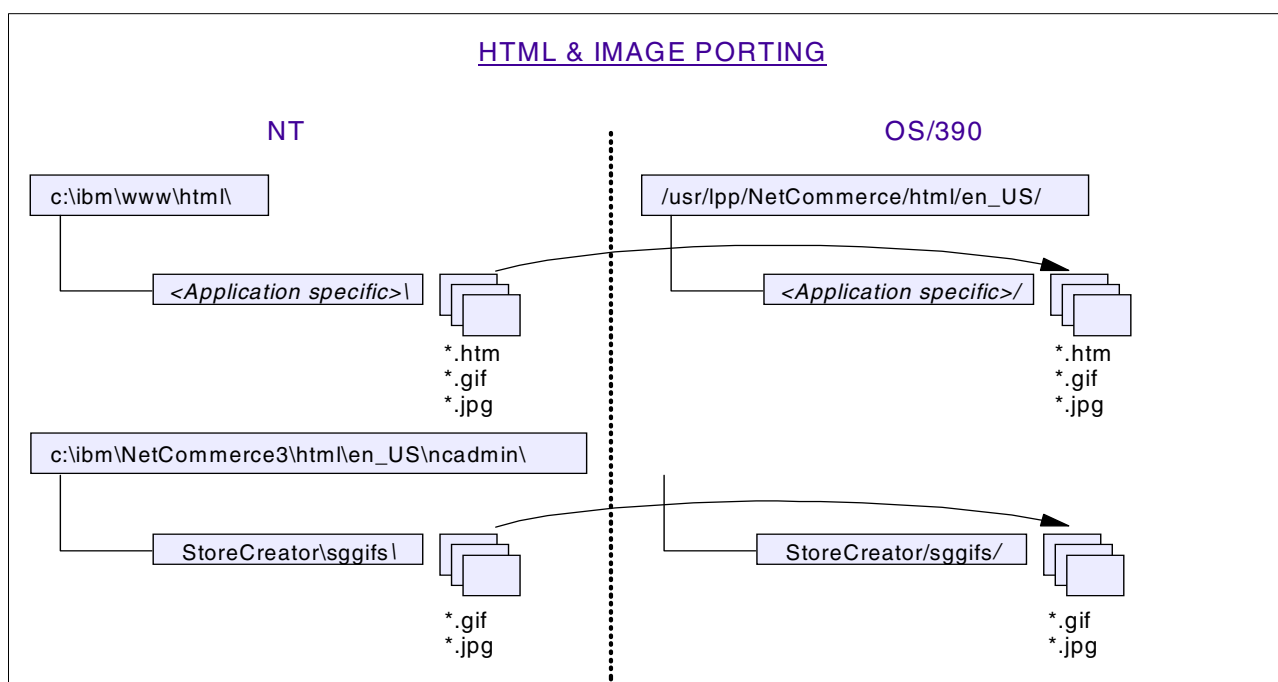 HTML & IMAGE PORTING
NT
OS/390
c:\ibm\www\html\
/usr/lpp/NetCommerce/html/en_US/
<Application specific>\
<Application specific>/
*.htm
*.gif
*.jpg
*.htm
*.gif
*.jpg
c:\ibm\NetCommerce3\html\en_US\ncadmin\
StoreCreator\sggifs\
StoreCreator/sggifs/
*.gif
*.jpg
*.gif
*.jpg